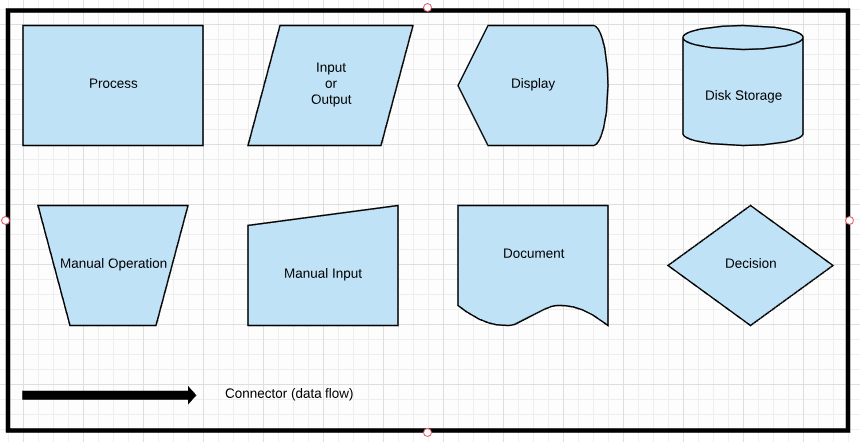 Process
Input
or
Output
Display
Disk Storage
Manual Operation
Manual Input
Document
Decision
Connector (data flow)